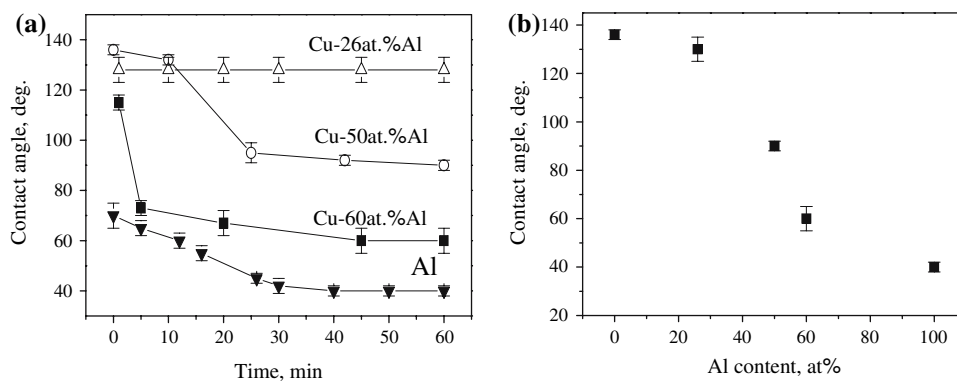 (a)
Contact angle, deg.
140
120
100
80
60
40
Cu-26at.%Al
Cu-50at.%Al
Cu-60at.%Al
Al
0 10 20 30 40 50 60
Time, min
(b)
Contact angle, deg.
140
120
100
80
60
40
20
0 20 40 60 80 100
Al content, at%